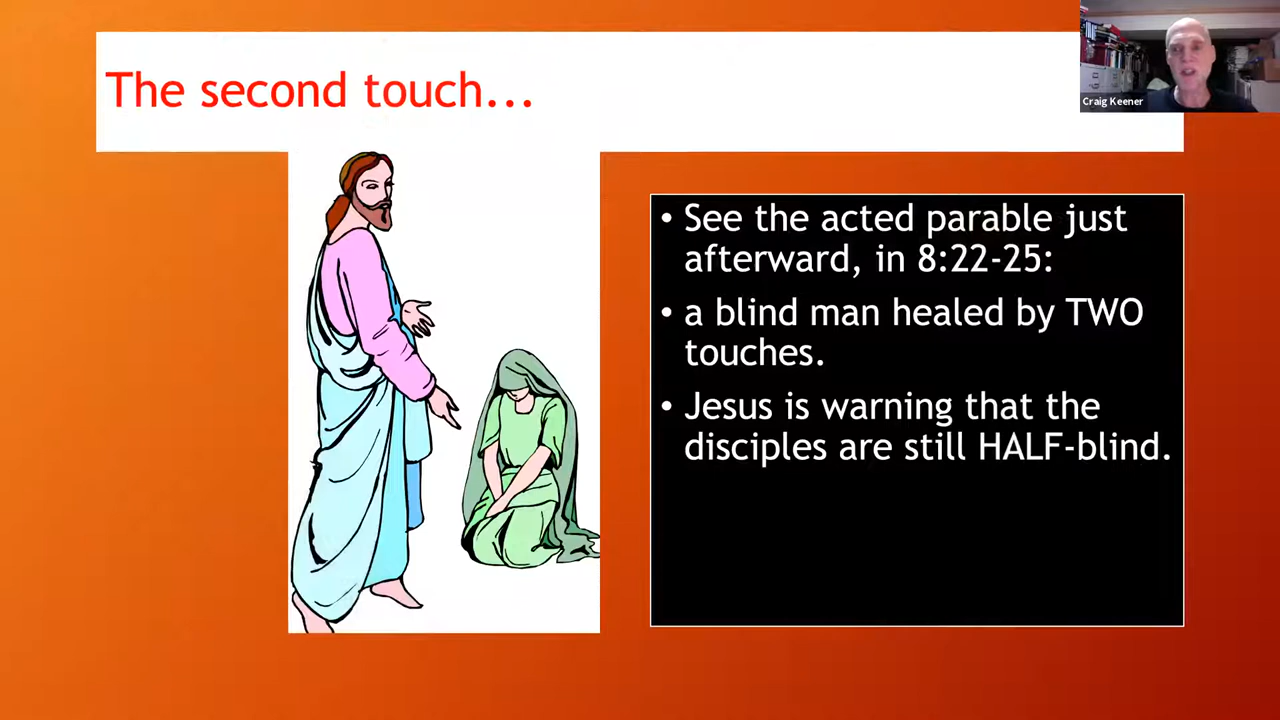 The second touch...
Craig Keener
• See the acted parable just
afterward, in 8:22-25:
• a blind man healed by TWO
touches.
• Jesus is warning that the
disciples are still HALF-blind.